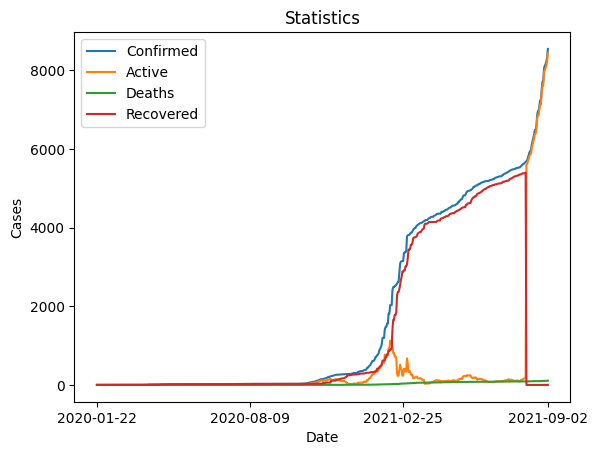 Statistics
Confirmed
Active
Deaths
Recovered
8000
6000
4000
2000
0
Cases
2020-01-22
2020-08-09
2021-02-25
2021-09-02
Date